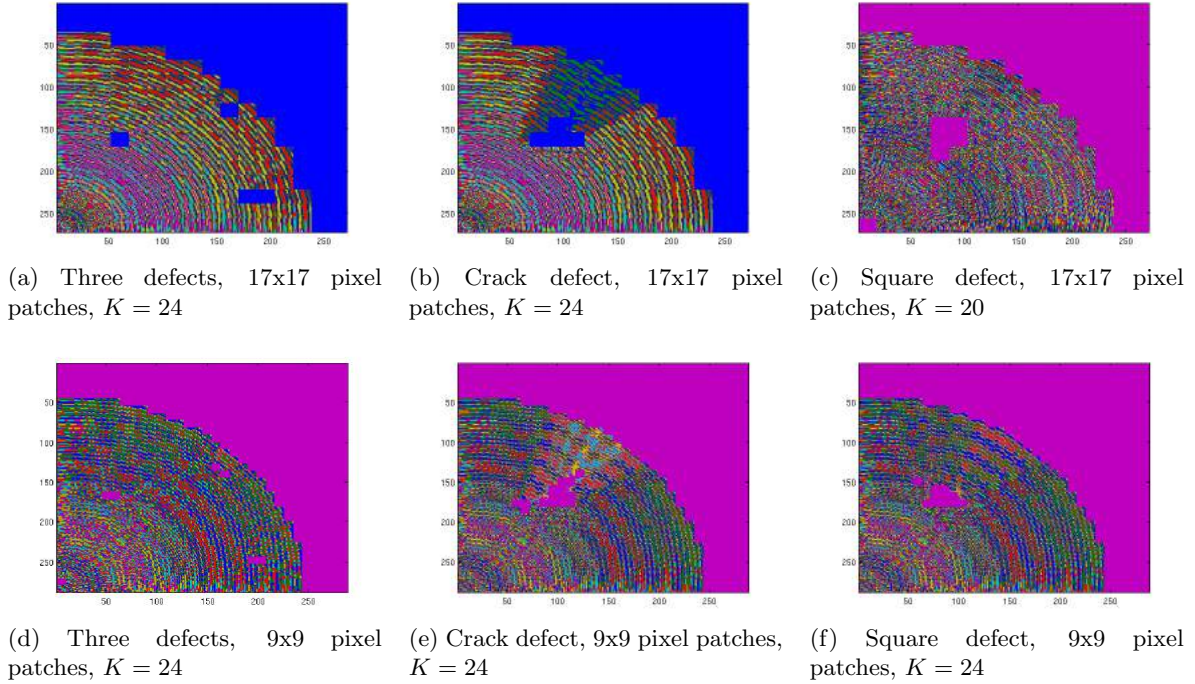 50
100
150
200
250
50 100 150 200 250
50
100
150
200
250
50 100 150 200 250
50
100
150
200
250
50 100 150 200 250
(a) Three defects, 17x17 pixel
patches, K = 24
(b) Crack defect, 17x17 pixel
patches, K = 24
(c) Square defect, 17x17 pixel
patches, K = 20
50
100
150
200
250
50 100 150 200 250
50
100
150
200
250
50 100 150 200 250
50
100
150
200
250
50 100 150 200 250
(d) Three defects, 9x9 pixel
patches, K = 24
(e) Crack defect, 9x9 pixel patches,
K = 24
(f) Square defect, 9x9 pixel
patches, K = 24